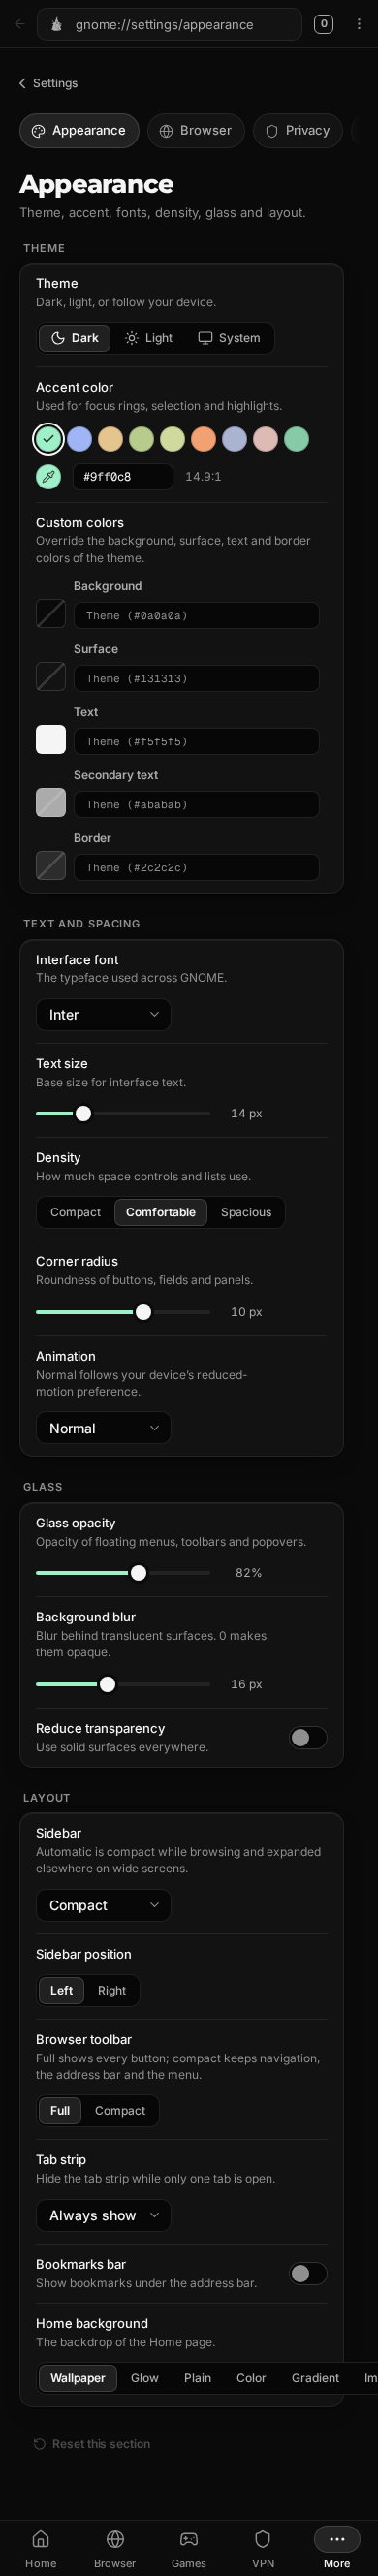 gnome://settings/appearance
0
Settings
Appearance
Browser
Privacy
Appearance
Theme, accent, fonts, density, glass and layout.
THEME
Theme
Dark, light, or follow your device.
Dark
Light
System
Accent color
Used for focus rings, selection and highlights.
#9ff0c8
14.9:1
Custom colors
Override the background, surface, text and border
colors of the theme.
Background
Theme (#0a0a0a)
Surface
Theme (#131313)
Text
Theme (#f5f5f5)
Secondary text
Theme (#ababab)
Border
Theme (#2c2c2c)
TEXT AND SPACING
Interface font
The typeface used across GNOME.
Inter
Text size
Base size for interface text.
14 px
Density
How much space controls and lists use.
Compact
Comfortable
Spacious
Corner radius
Roundness of buttons, fields and panels.
10 px
Animation
Normal follows your device’s reduced-
motion preference.
Normal
GLASS
Glass opacity
Opacity of floating menus, toolbars and popovers.
82%
Background blur
Blur behind translucent surfaces. 0 makes
them opaque.
16 px
Reduce transparency
Use solid surfaces everywhere.
LAYOUT
Sidebar
Automatic is compact while browsing and expanded
elsewhere on wide screens.
Compact
Sidebar position
Left
Right
Browser toolbar
Full shows every button; compact keeps navigation,
the address bar and the menu.
Full
Compact
Tab strip
Hide the tab strip while only one tab is open.
Always show
Bookmarks bar
Show bookmarks under the address bar.
Home background
The backdrop of the Home page.
Wallpaper
Glow
Plain
Color
Gradient
Reset this section
Home
Browser
Games
VPN
More